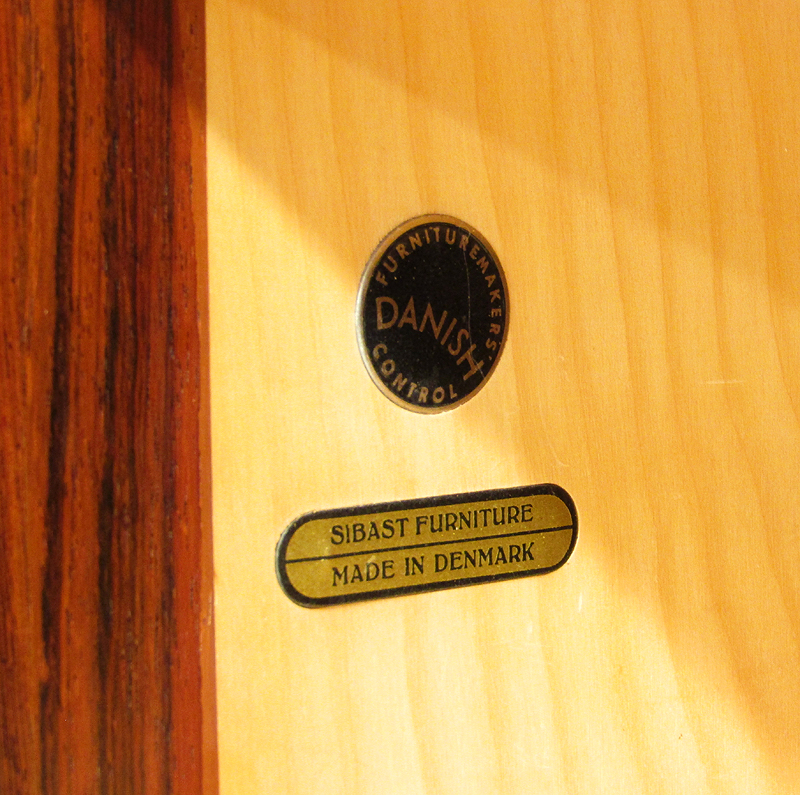 FURNITUREMAKERS'
DANISH
CONTROL
SIBAST FURNITURE
MADE IN DENMARK